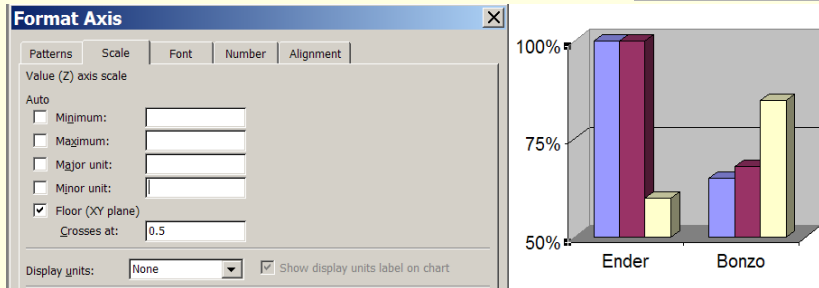 Format Axis
Patterns Scale Font Number Alignment
Value (Z) axis scale
Auto
Minimum:
Maximum:
Major unit:
Minor unit:
Floor (XY plane)
Crosses at: 0.5
Display units: None Show display units label on chart
100%
75%
50%
Ender Bonzo